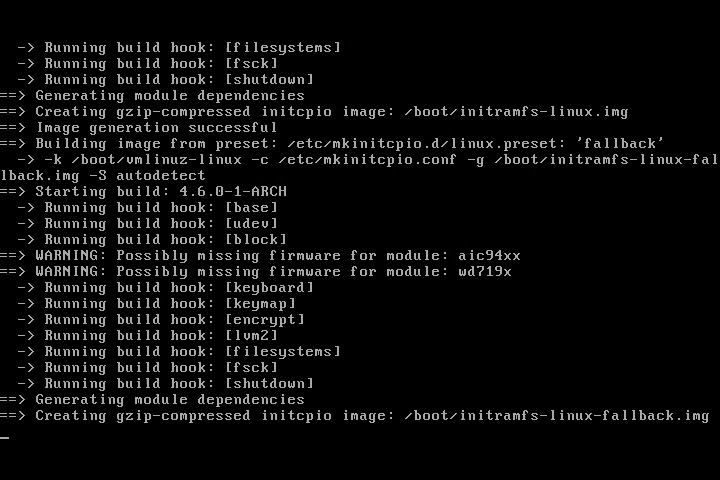 -> Running build hook: [filesystems]
-> Running build hook: [fsck]
-> Running build hook: [shutdown]
==> Generating module dependencies
==> Creating gzip-compressed initcpio image: /boot/initramfs-linux.img
==> Image generation successful
==> Building image from preset: /etc/mkinitcpio.d/linux.preset: 'fallback'
-> -k /boot/vmlinuz-linux -c /etc/mkinitcpio.conf -g /boot/initramfs-linux-fal
lback.img -S autodetect
==> Starting build: 4.6.0-1-ARCH
-> Running build hook: [base]
-> Running build hook: [udev]
-> Running build hook: [block]
==> WARNING: Possibly missing firmware for module: aic94xx
==> WARNING: Possibly missing firmware for module: wd719x
-> Running build hook: [keyboard]
-> Running build hook: [keymap]
-> Running build hook: [encrypt]
-> Running build hook: [lvm2]
-> Running build hook: [filesystems]
-> Running build hook: [fsck]
-> Running build hook: [shutdown]
==> Generating module dependencies
==> Creating gzip-compressed initcpio image: /boot/initramfs-linux-fallback.img